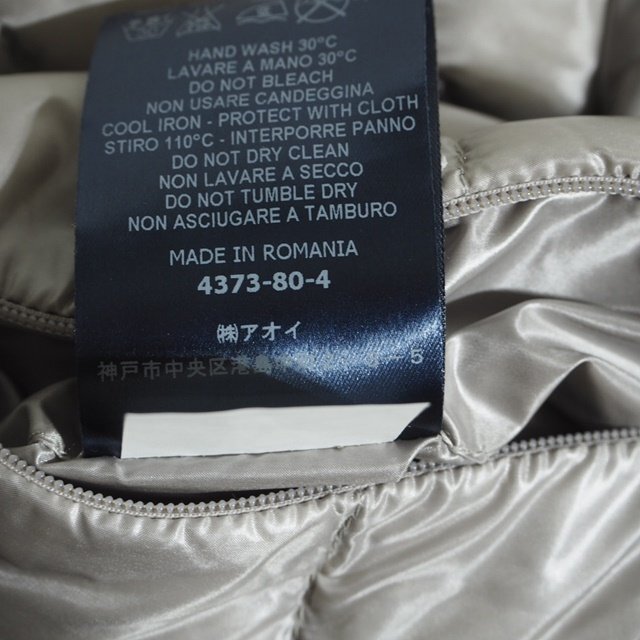 HAND WASH 30°C
LAVARE A MANO 30°C
DO NOT BLEACH
NON USARE CANDEGGINA
COOL IRON - PROTECT WITH CLOTH
STIRO 110°C - INTERPORRE PANNO
DO NOT DRY CLEAN
NON LAVARE A SECCO
DO NOT TUMBLE DRY
NON ASCIUGARE A TAMBURO
MADE IN ROMANIA
4373-80-4
㈱アオイ
神戸市中央区港島